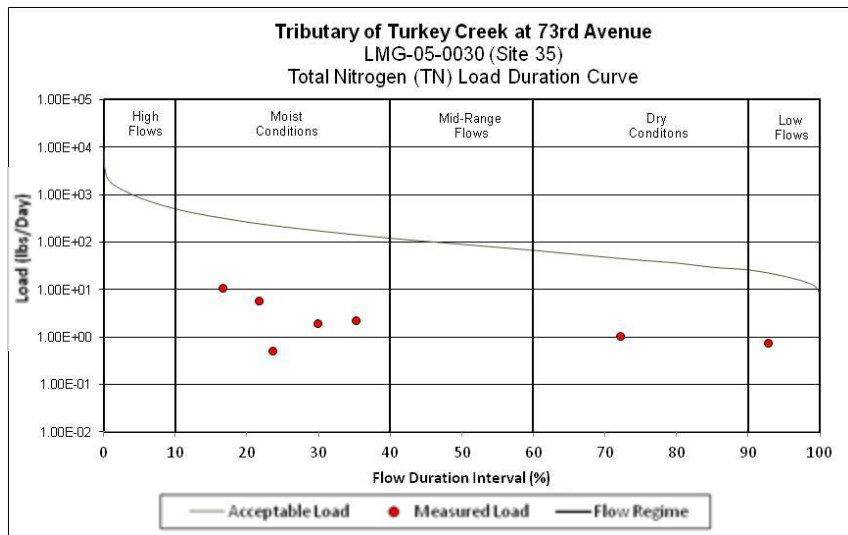 Tributary of Turkey Creek at 73rd Avenue
LMG-05-0030 (Site 35)
Total Nitrogen (TN) Load Duration Curve
Load (lbs/Day)
1.00E+05
1.00E+04
1.00E+03
1.00E+02
1.00E+01
1.00E+00
1.00E-01
1.00E-02
High
Flows
Moist
Conditions
Mid-Range
Flows
Dry
Conditons
Low
Flows
0 10 20 30 40 50 60 70 80 90 100
Flow Duration Interval (%)
Acceptable Load Measured Load Flow Regime